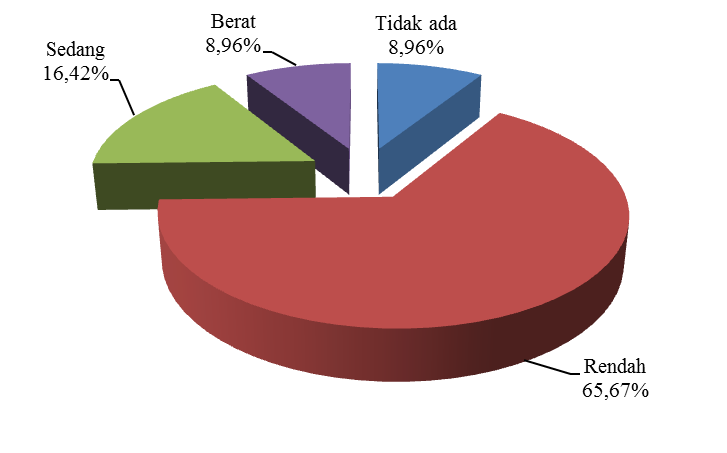 Berat
8,96%
Tidak ada
8,96%
Sedang
16,42%
Rendah
65,67%